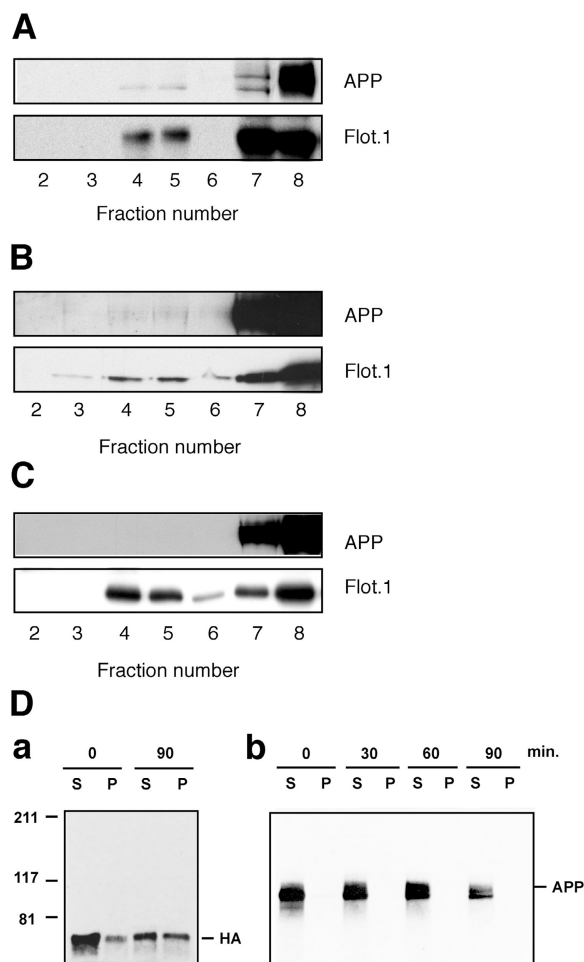 A
APP
Flot.1
2 3 4 5 6 7 8
Fraction number
B
APP
Flot.1
2 3 4 5 6 7 8
Fraction number
C
APP
Flot.1
2 3 4 5 6 7 8
Fraction number
D
a b
0 90 0 30 60 90 min.
S P S P S P S P S P S P
211
117
81
HA
APP